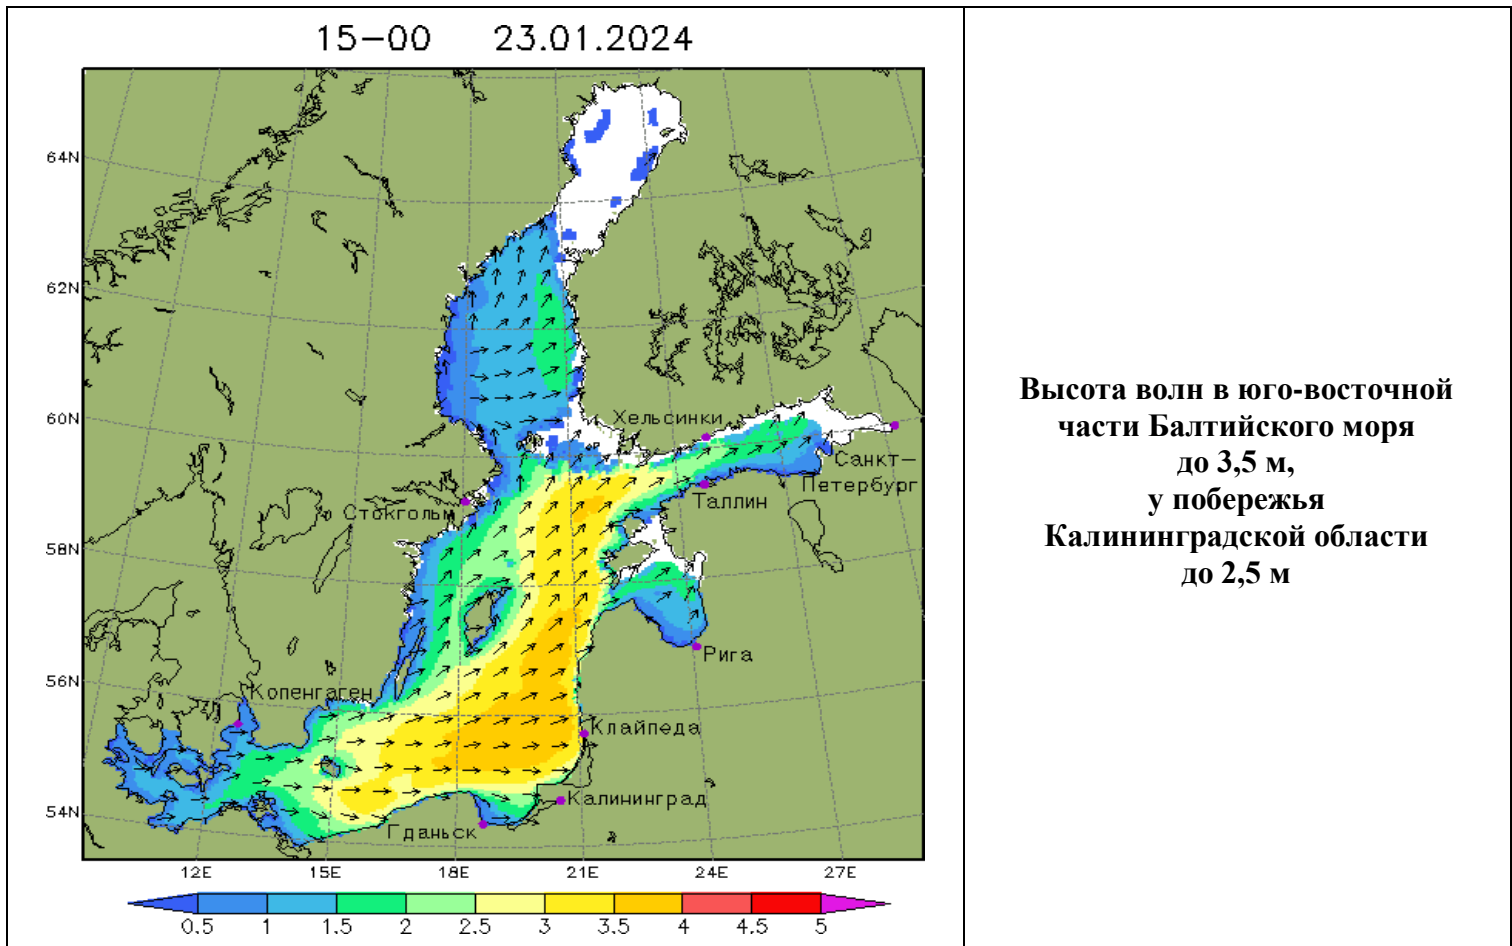 15-00 23.01.2024
64N
62N
60N
58N
56N
54N
Хельсинки
Санкт-
Петербург
Таллин
Стокгольм
Рига
Копенгаген
Клайпеда
Калининград
Гданьск
12E 15E 18E 21E 24E 27E
0.5 1 1.5 2 2.5 3 3.5 4 4.5 5
Высота волн в юго-восточной
части Балтийского моря
до 3,5 м,
у побережья
Калининградской области
до 2,5 м